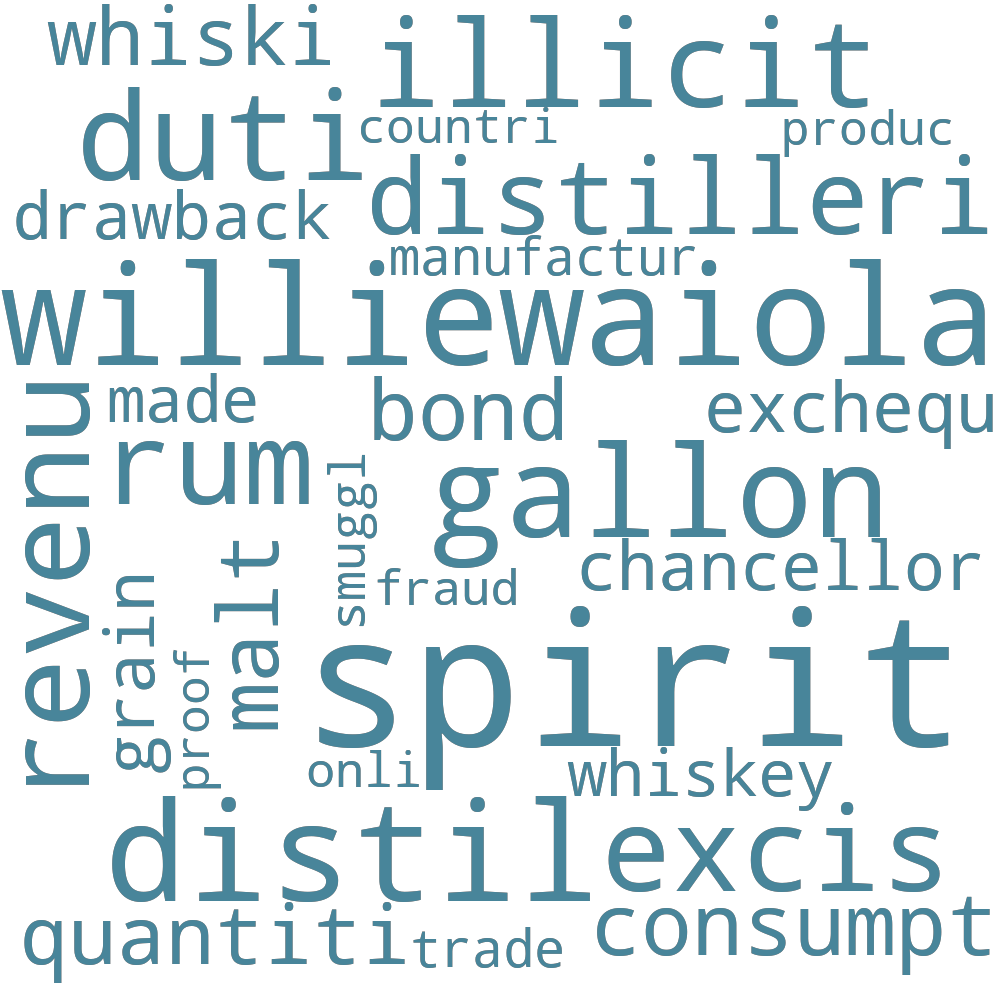 whiski
illicit
duti
countri
produc
distilleri
drawback
manufactur
williewaiola
revenu
made
bond
exchequ
rum
gallon
smuggl
malt
chancellor
fraud
grain
spirit
proof
onli
whiskey
distil
excis
quantiti
trade
consumpt